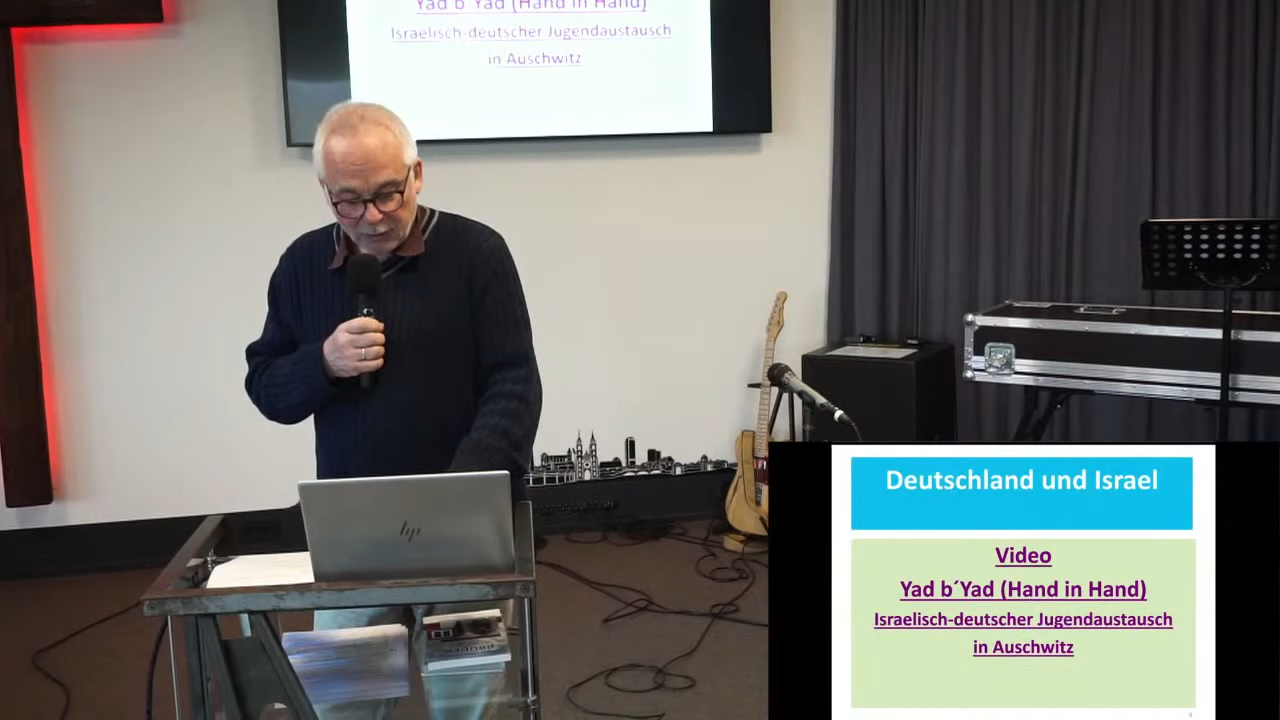 Yad b´Yad (Hand in Hand)
Israelisch-deutscher Jugendaustausch
in Auschwitz
hp
Deutschland und Israel
Video
Yad b´Yad (Hand in Hand)
Israelisch-deutscher Jugendaustausch
in Auschwitz